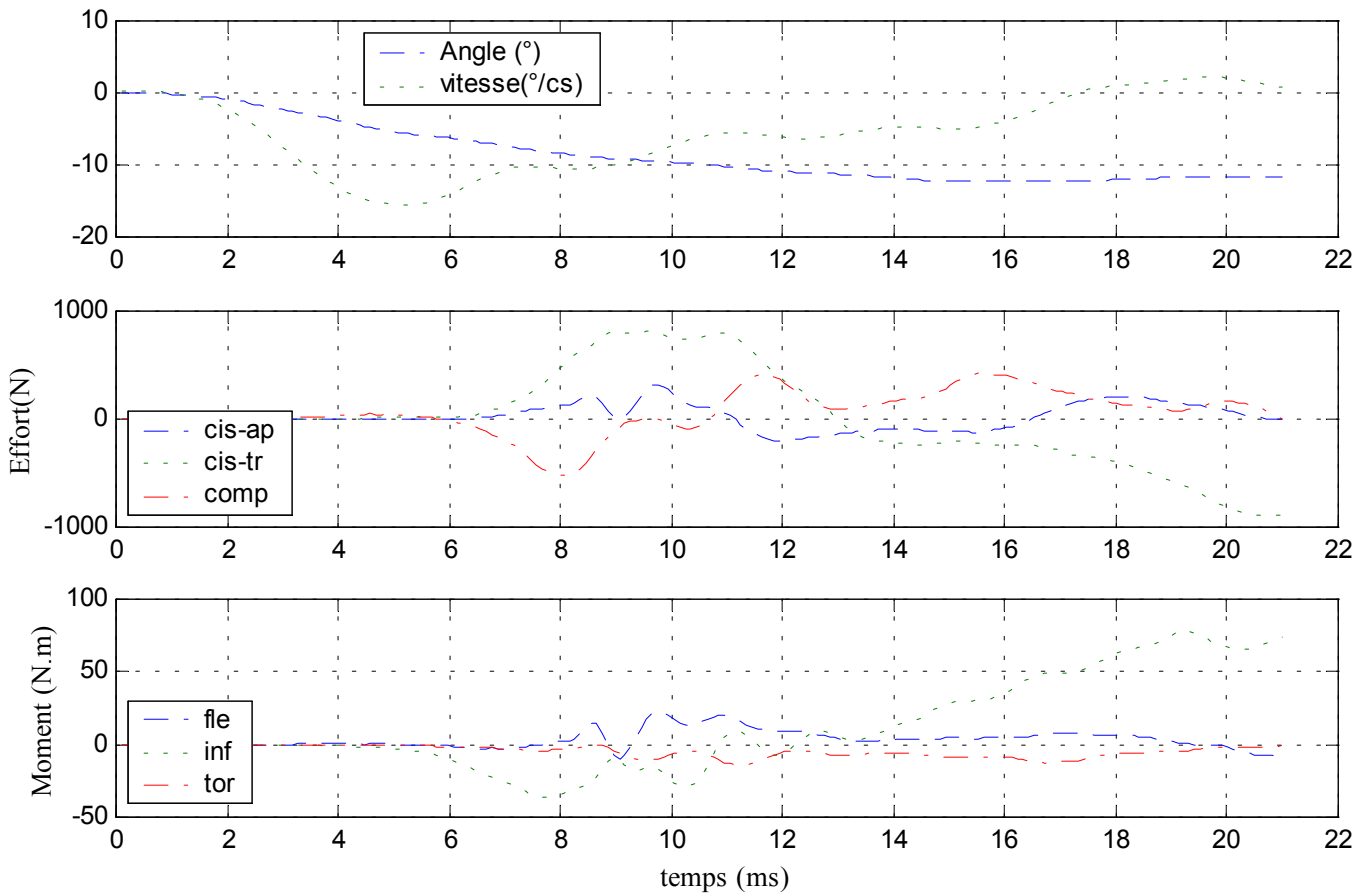 10
0
-10
-20
Angle (°)
vitesse(°/cs)
0 2 4 6 8 10 12 14 16 18 20 22
Effort(N)
1000
0
-1000
cis-ap
cis-tr
comp
0 2 4 6 8 10 12 14 16 18 20 22
Moment (N.m)
100
50
0
-50
fle
inf
tor
0 2 4 6 8 10 12 14 16 18 20 22
temps (ms)